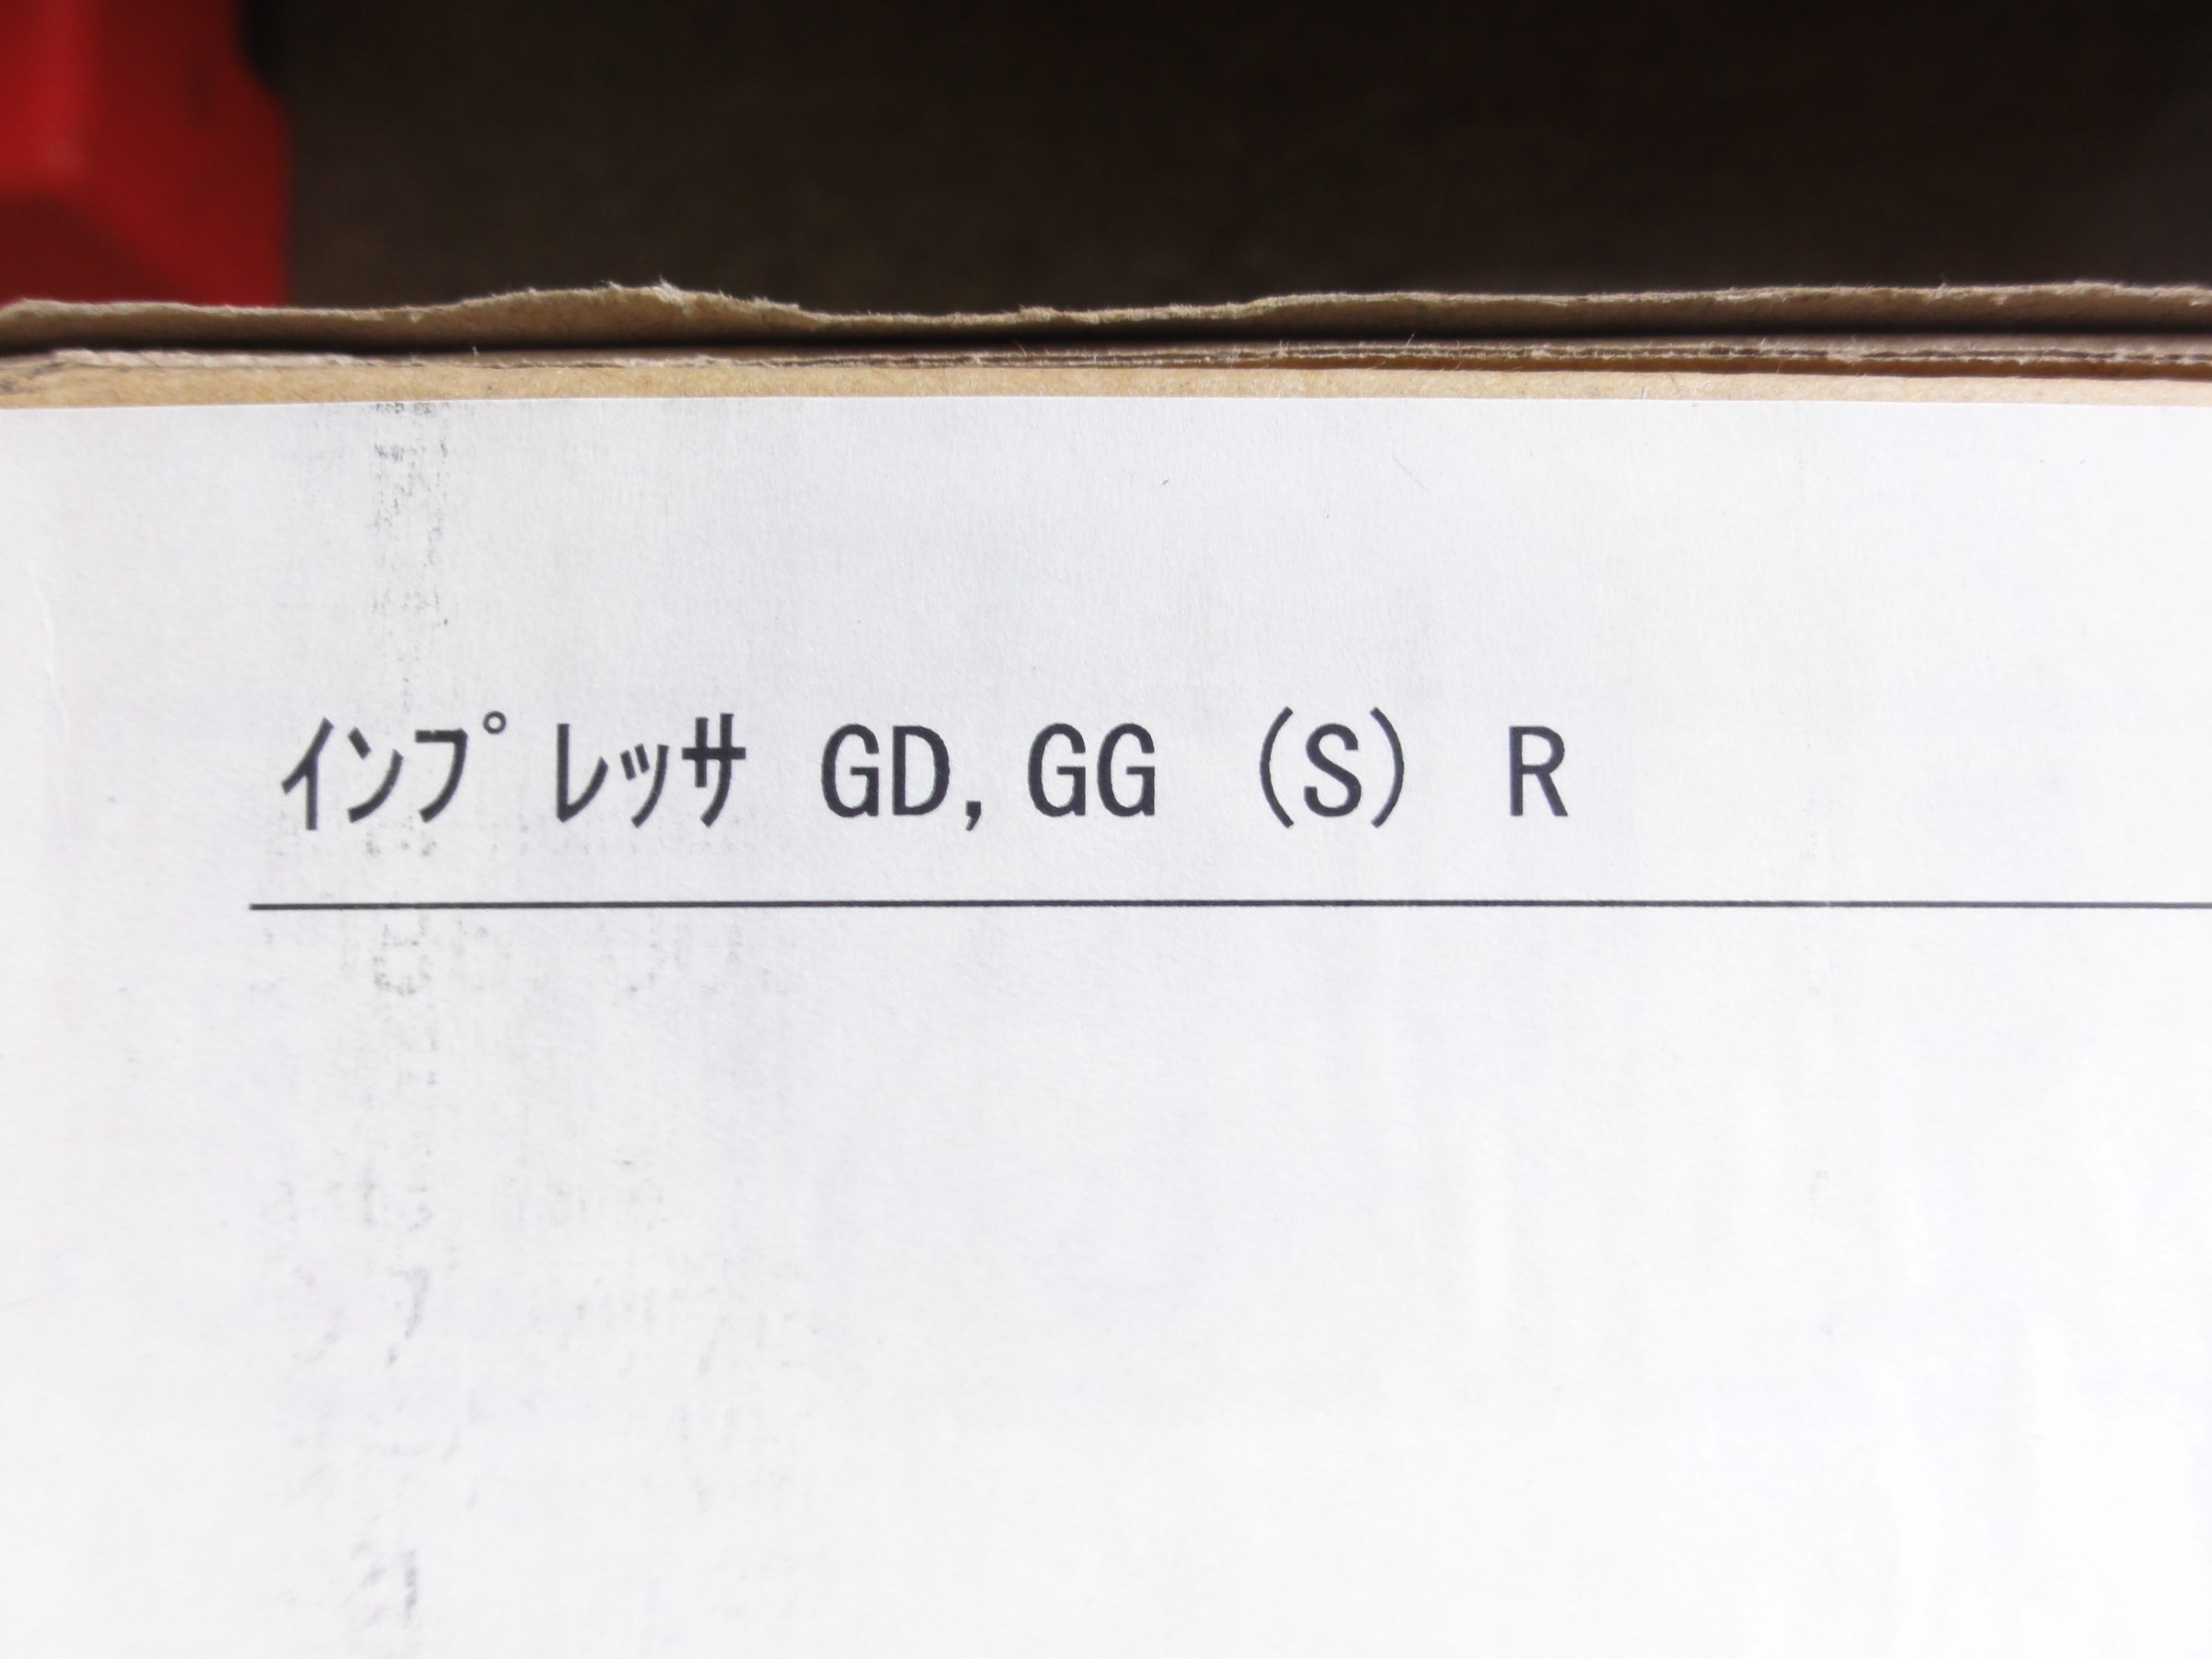 ｲﾝﾌﾟﾚｯｻ GD,GG (S) R